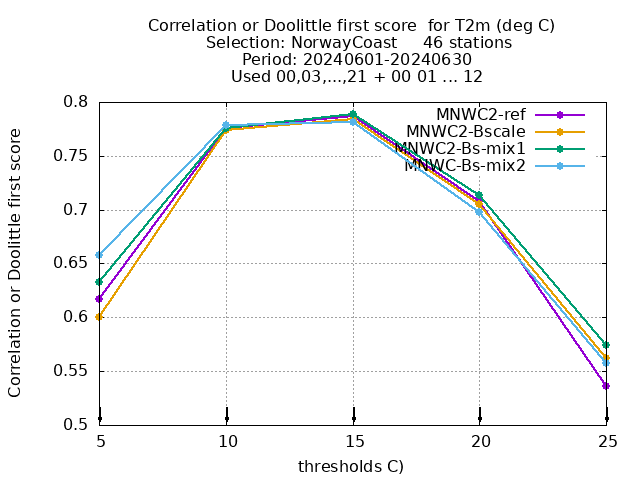 Correlation or Doolittle first score  for T2m (deg C)
Selection: NorwayCoast     46 stations
Period: 20240601-20240630
Used 00,03,...,21 + 00 01 ... 12
MNWC2-ref
MNWC2-Bscale
MNWC2-Bs-mix1
MNWC-Bs-mix2
Correlation or Doolittle first score
0.8
0.75
0.7
0.65
0.6
0.55
0.5
5 10 15 20 25
thresholds C)